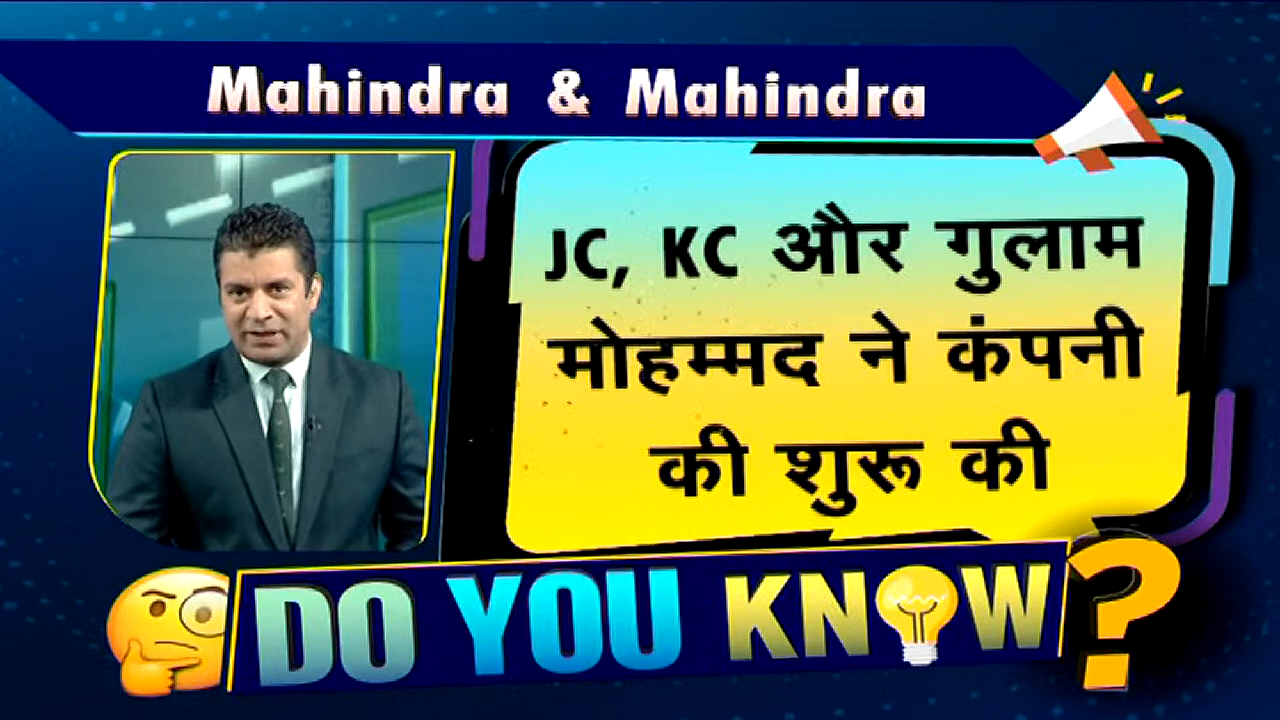 Mahindra & Mahindra
JC, KC और गुलाम
मोहम्मद ने कंपनी
की शुरू की
DO YOU KNOW?